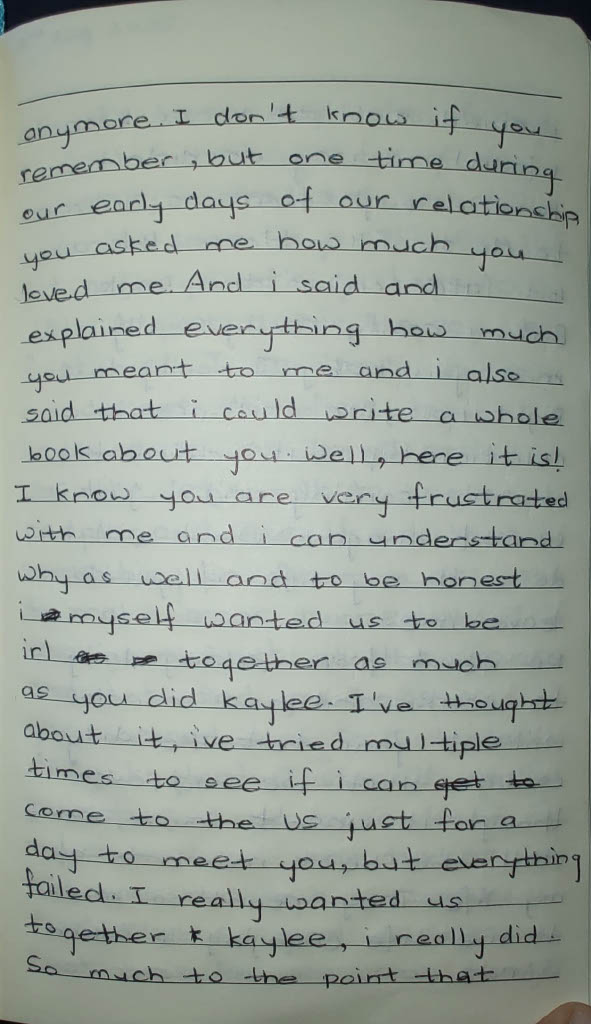 anymore. I don't know if you
remember, but one time during
our early days of our relationship
you asked me how much you
loved me. And i said and
explained everything how much
you meant to me and i also
said that i could write a whole
book about you. Well, here it is!
I know you are very frustrated
with me and i can understand
why as well and to be honest
i myself wanted us to be
irl together as much
as you did kaylee. I've thought
about it, ive tried multiple
times to see if i can get to
come to the US just for a
day to meet you, but everything
failed. I really wanted us
together kaylee, i really did.
So much to the point that